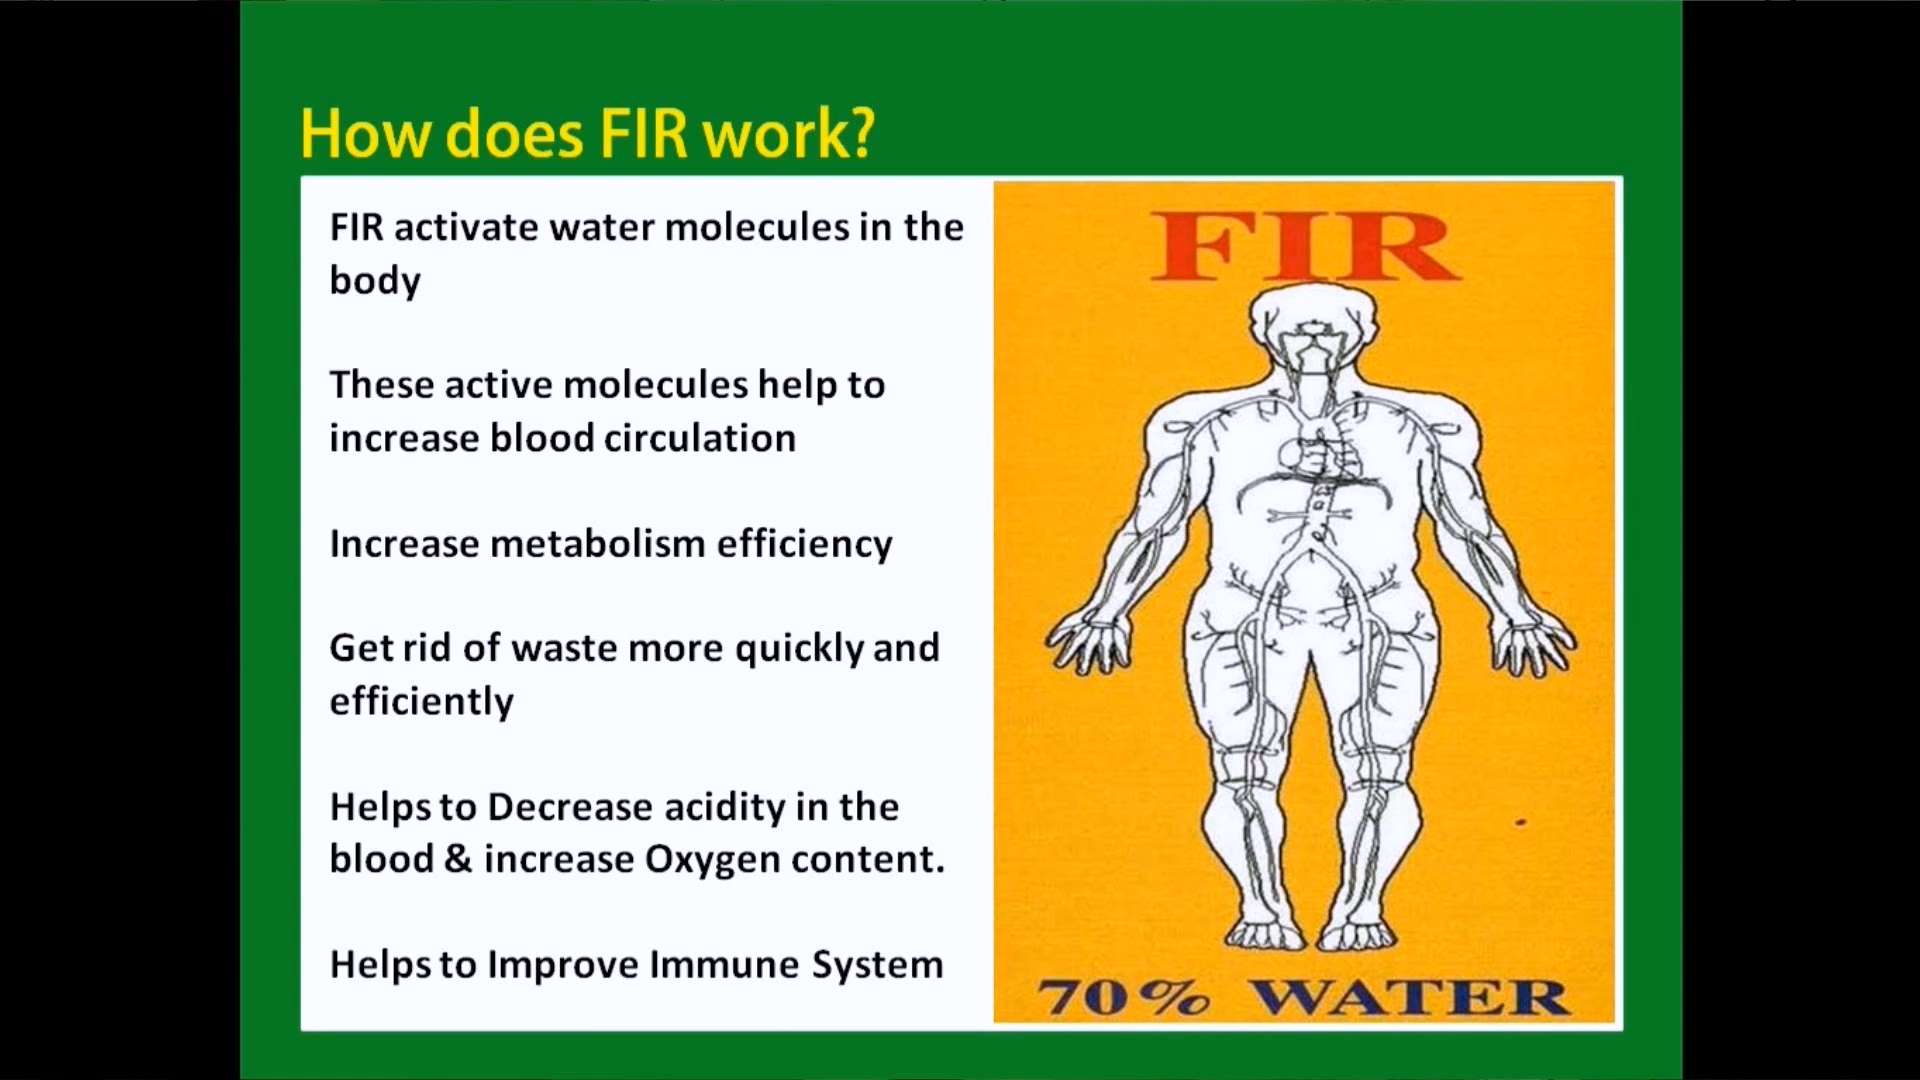 How does FIR work?
FIR activate water molecules in the
body
These active molecules help to
increase blood circulation
Increase metabolism efficiency
Get rid of waste more quickly and
efficiently
Helps to Decrease acidity in the
blood & increase Oxygen content.
Helps to Improve Immune System
FIR
70% WATER